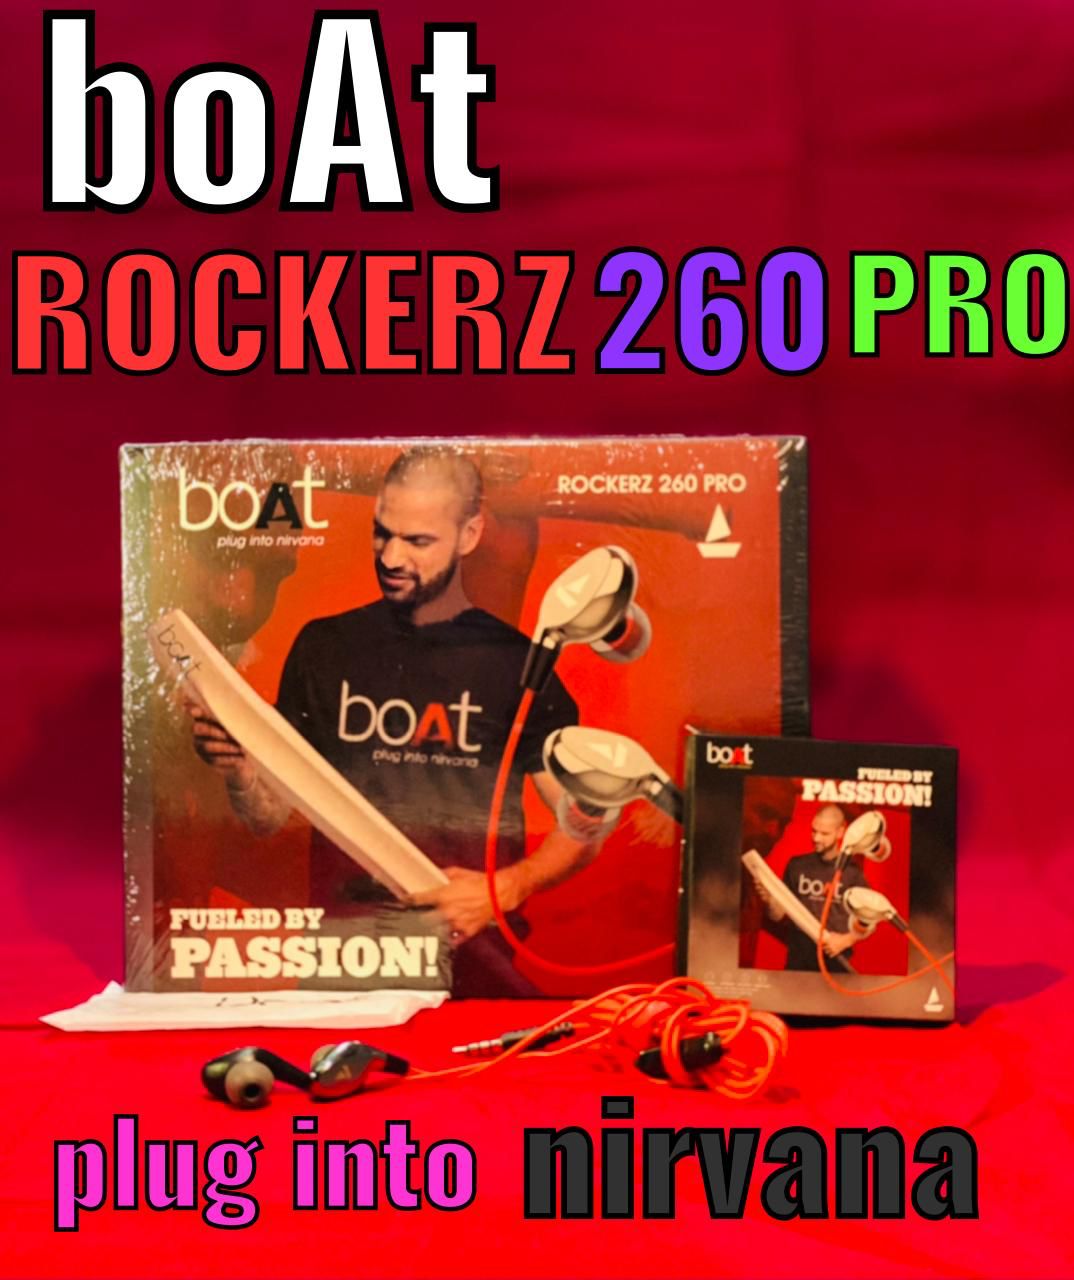 boAt
ROCKERZ 260 PRO
boAt
plug into nirvana
ROCKERZ 260 PRO
boAt
boAt
plug into nirvana
FUELED BY
PASSION!
boAt
FUELED BY
PASSION!
boAt
plug into nirvana